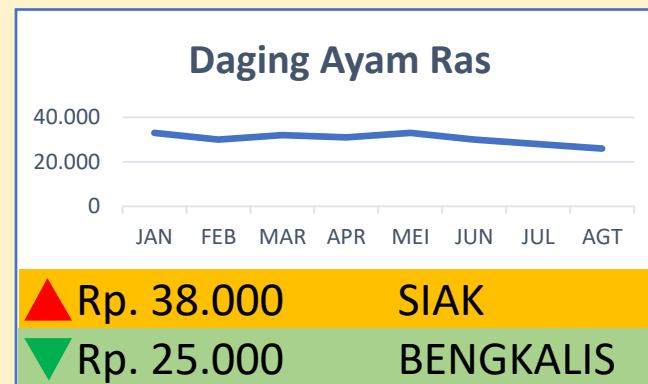 Daging Ayam Ras
40.000
20.000
0
JAN FEB MAR APR MEI JUN JUL AGT
Rp. 38.000 SIAK
Rp. 25.000 BENGKALIS